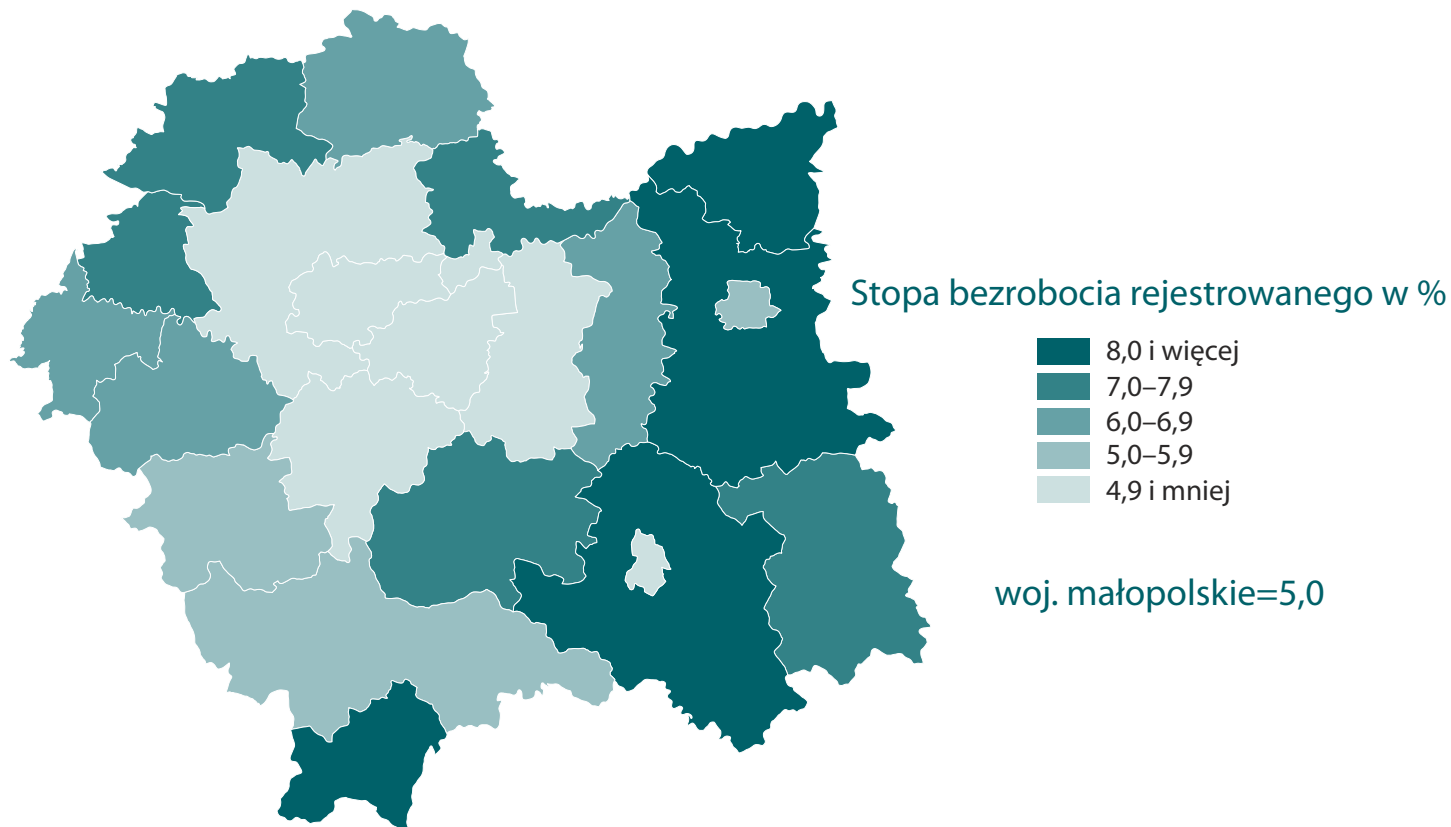 Stopa bezrobocia rejestrowanego w %
8,0 i więcej
7,0–7,9
6,0–6,9
5,0–5,9
4,9 i mniej
woj. małopolskie=5,0